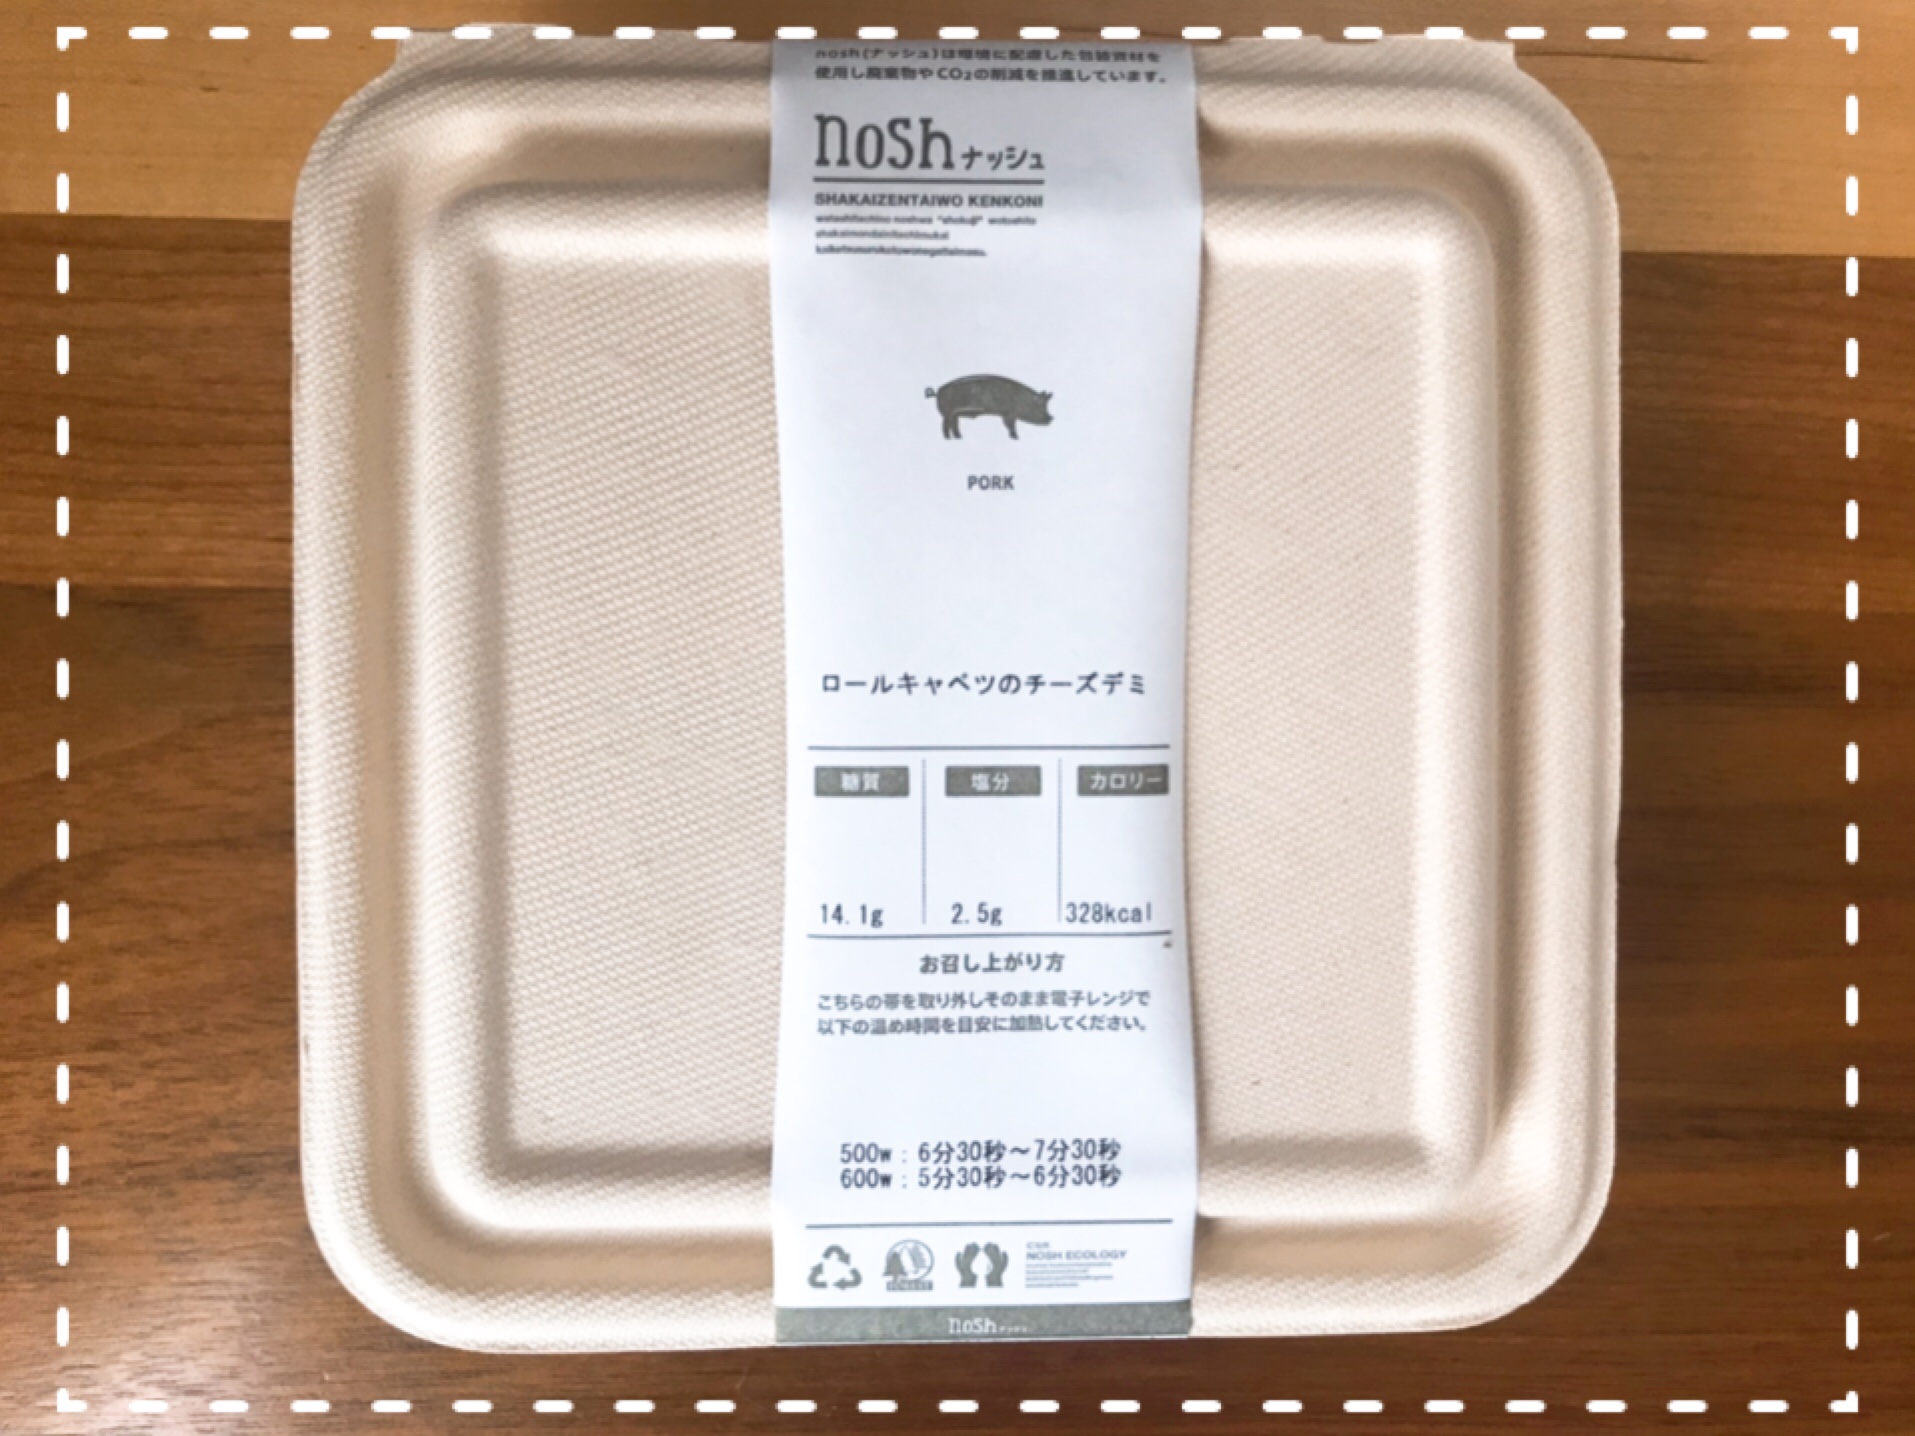 nosh(ナッシュ)は環境に配慮した包装資材を
使用し廃棄物やCO₂の削減を推進しています。
nosh ナッシュ
SHAKAIZENTAIWO KENKONI
PORK
ロールキャベツのチーズデミ
糖質 塩分 カロリー
14.1g 2.5g 328kcal
お召し上がり方
こちらの帯を取り外しそのまま電子レンジで
以下の温め時間を目安に加熱してください。
500w : 6分30秒～7分30秒
600w : 5分30秒～6分30秒
CSR
NOSH ECOLOGY
nosh